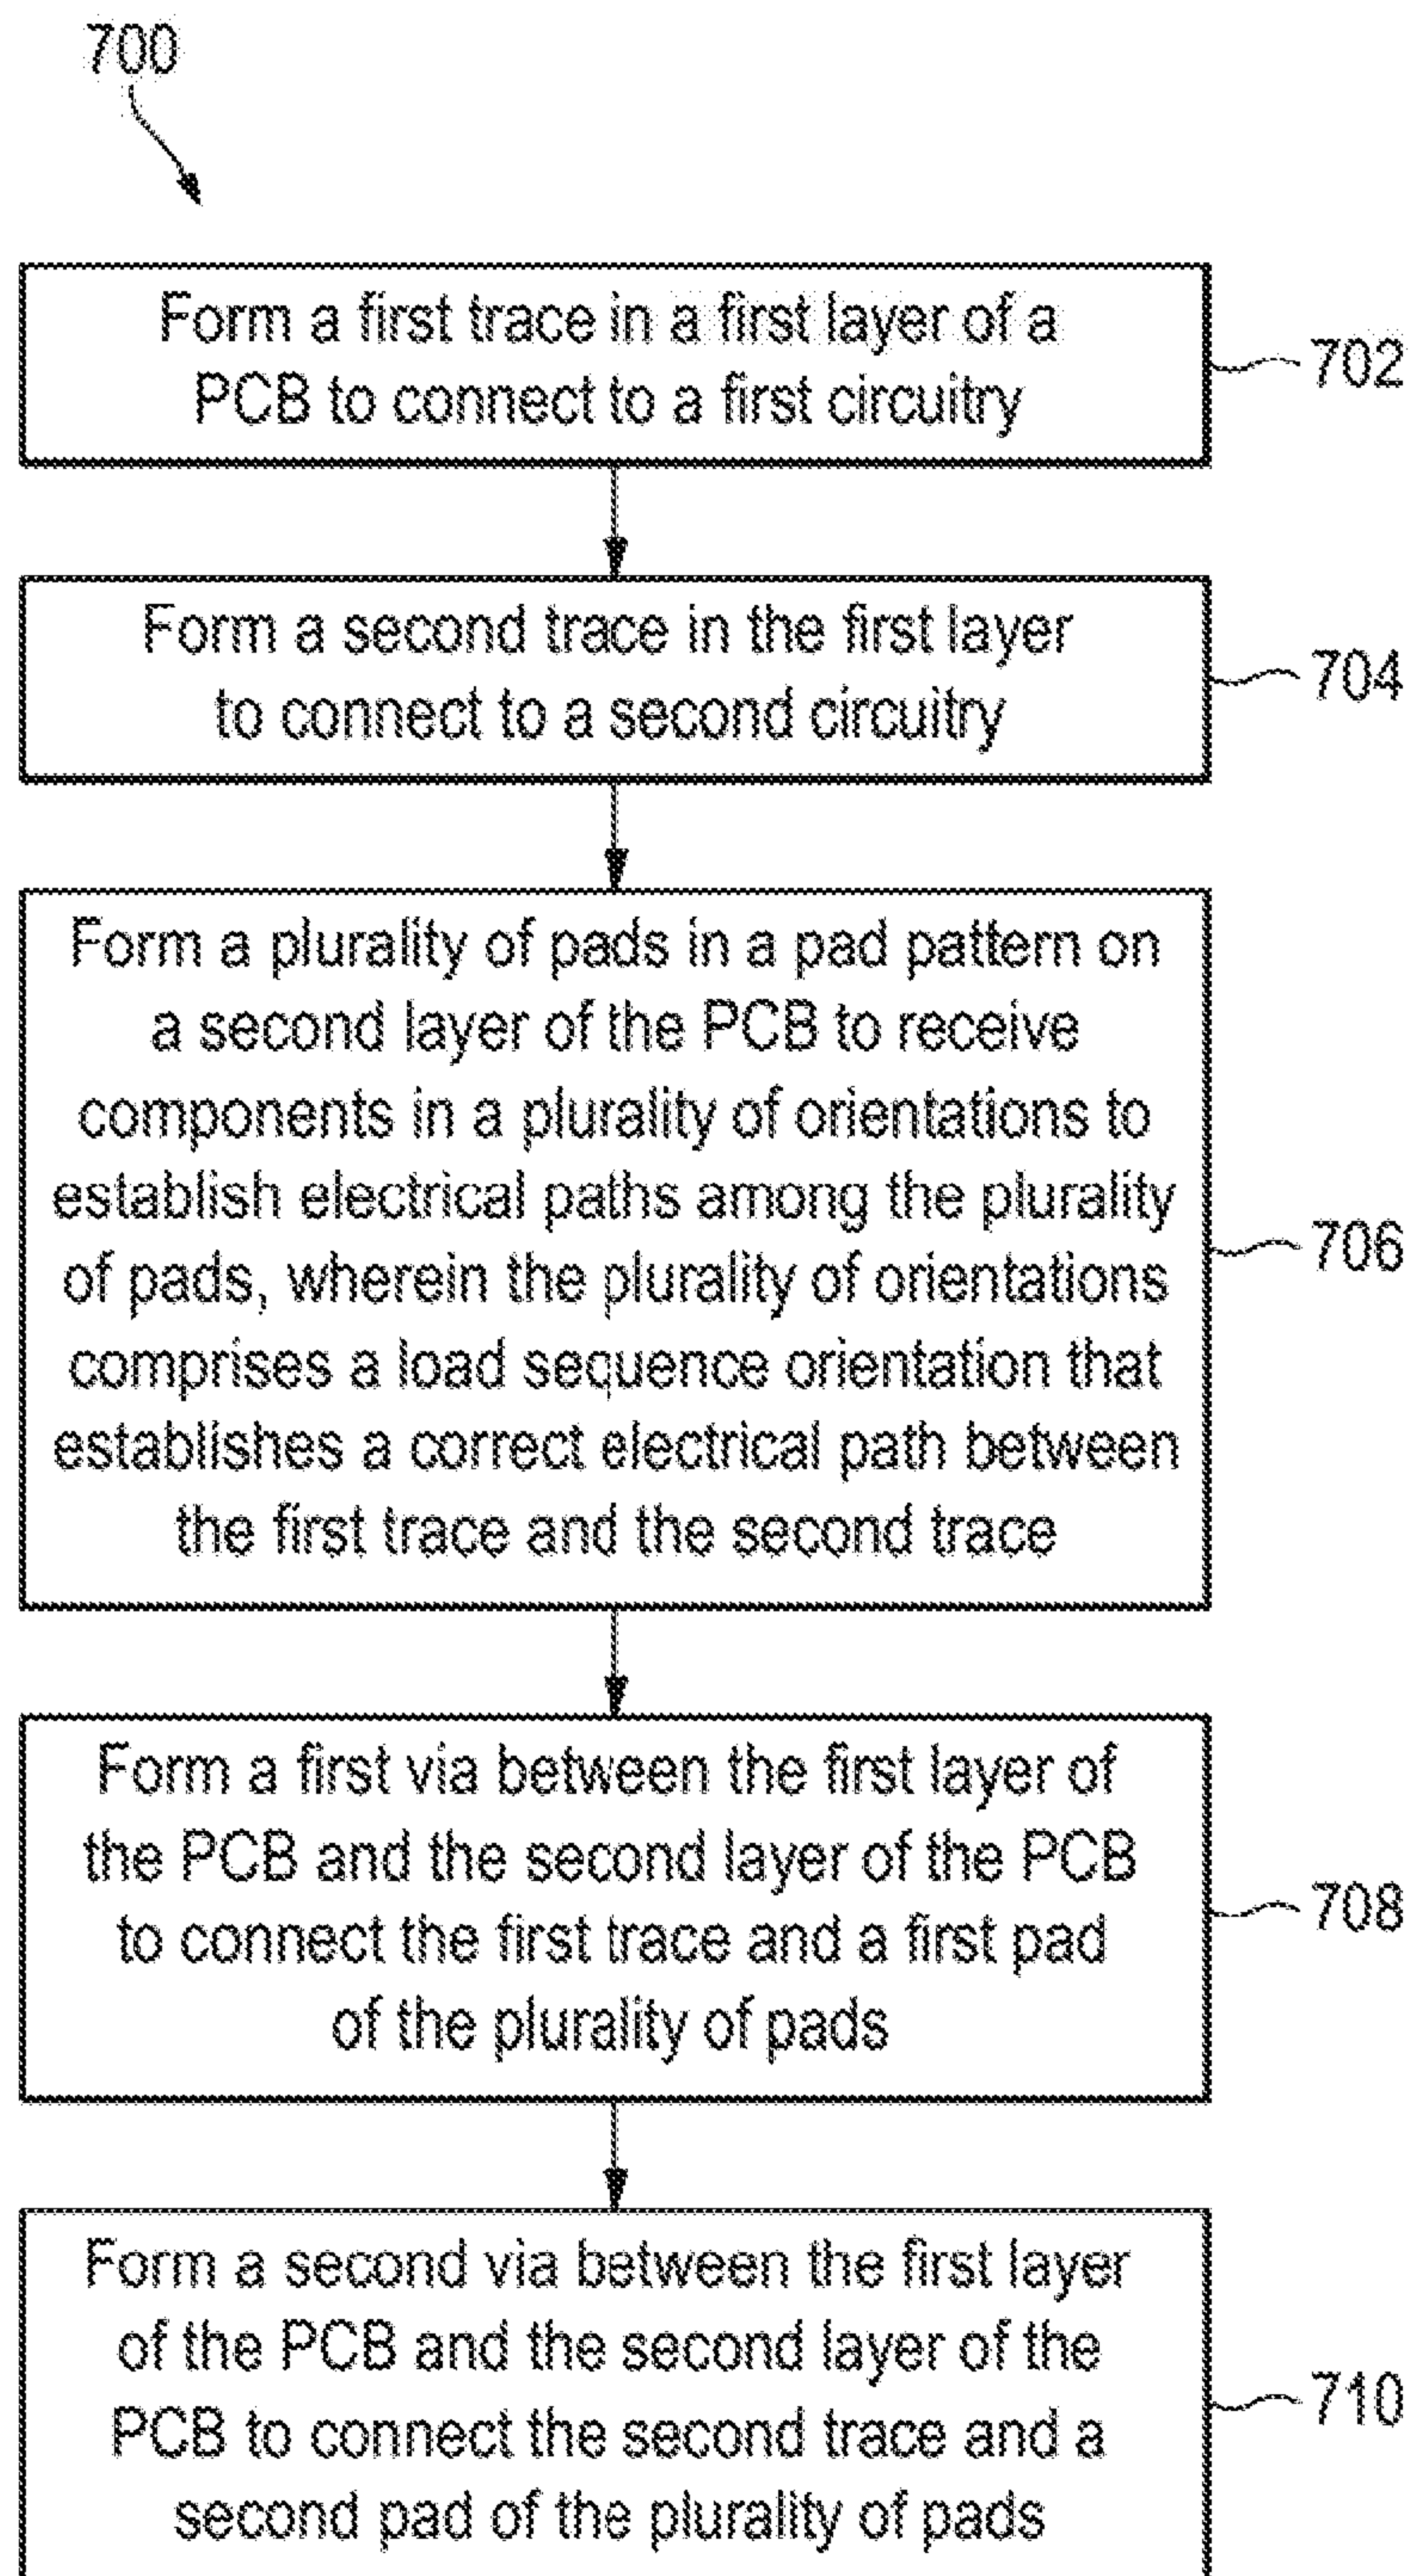 700
Form a first trace in a first layer of a
PCB to connect to a first circuitry
702
Form a second trace in the first layer
to connect to a second circuitry
704
Form a plurality of pads in a pad pattern on
a second layer of the PCB to receive
components in a plurality of orientations to
establish electrical paths among the plurality
of pads, wherein the plurality of orientations
comprises a load sequence orientation that
establishes a correct electrical path between
the first trace and the second trace
706
Form a first via between the first layer of
the PCB and the second layer of the PCB
to connect the first trace and a first pad
of the plurality of pads
708
Form a second via between the first layer
of the PCB and the second layer of the
PCB to connect the second trace and a
second pad of the plurality of pads
710